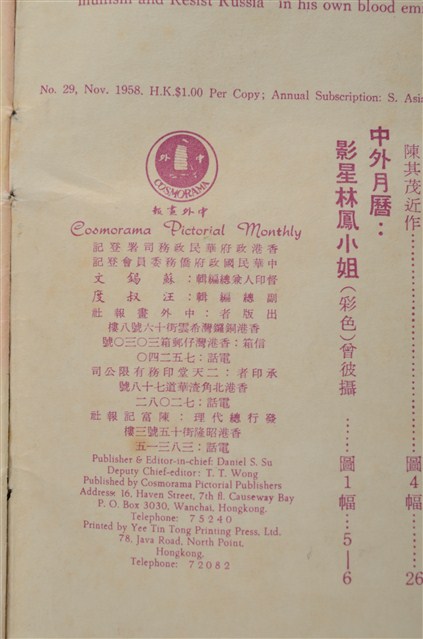 munism and Resist Russia" in his own blood em
No. 29, Nov. 1958. H.K.$1.00 Per Copy; Annual Subscription: S. Asi
陳其茂近作……圖4幅……26
中外月曆：
影星林鳳小姐(彩色)曾彼攝……圖1幅…5—6
中外
COSMORAMA
中外畫報
Cosmorama Pictorial Monthly
香港政府華民政務司署登記
中華民國政府僑務委員會登記
督印人兼總編輯：蘇錫文
副總編輯：汪叔度
出版者：中外畫報社
香港銅鑼灣希雲街十六號八樓
信箱：香港灣仔郵箱三〇三〇號
電話：七五二四〇
承印者：二天堂印務有限公司
香港北角渣華道七十八號
電話：七二〇八二
發行總代理：陳富記報社
香港昭隆街十五號三樓
電話：三八三一五
Publisher & Editor-in-chief: Daniel S. Su
Deputy Chief-editor: T. T. Wong
Published by Cosmorama Pictorial Publishers
Address: 16, Haven Street, 7th fl. Causeway Bay
P. O. Box 3030, Wanchai, Hongkong.
Telephone: 75240
Printed by Yee Tin Tong Printing Press, Ltd.
78, Java Road, North Point,
Hongkong.
Telephone: 72082